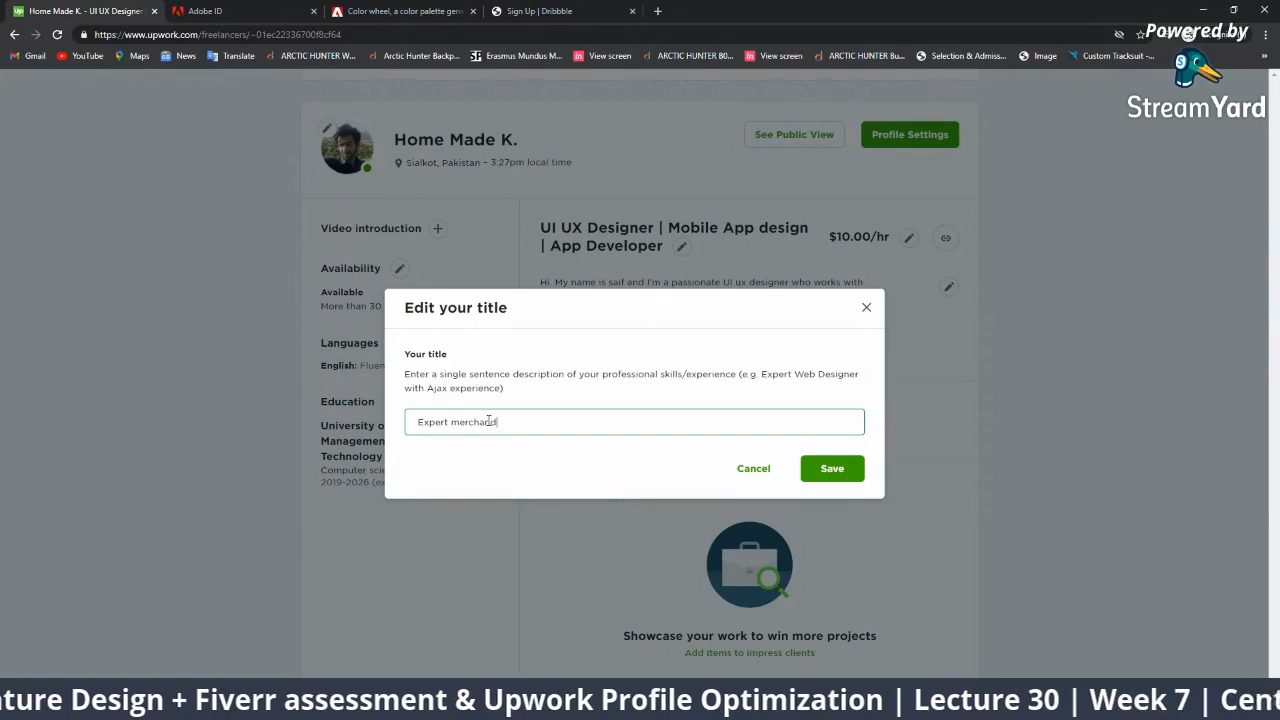 Home Made K. - UI UX Designer
Adobe ID
Color wheel, a color palette gene
Sign Up | Dribbble
https://www.upwork.com/freelancers/~01ec22336700f8cf64
Gmail
YouTube
Maps
News
Translate
ARCTIC HUNTER W...
Arctic Hunter Backp...
Erasmus Mundus M...
View screen
ARCTIC HUNTER 0...
View screen
ARCTIC HUNTER Bu...
Selection & Admis...
Image
Custom Tracksuit -...
Powered by
StreamYard
Home Made K.
Sialkot, Pakistan – 3:27pm local time
See Public View
Profile Settings
Video introduction
Availability
Available
More than 30
Languages
English: Fluen
Education
University of
Management
Technology
Computer scie
2019-2026 (ex
UI UX Designer | Mobile App design
| App Developer
$10.00/hr
Hi. My name is saif and I'm a passionate UI ux designer who works with
Edit your title
Your title
Enter a single sentence description of your professional skills/experience (e.g. Expert Web Designer
with Ajax experience)
Expert merchand
Cancel
Save
Showcase your work to win more projects
Add items to impress clients
ature Design + Fiverr assessment & Upwork Profile Optimization | Lecture 30 | Week 7 | Cent